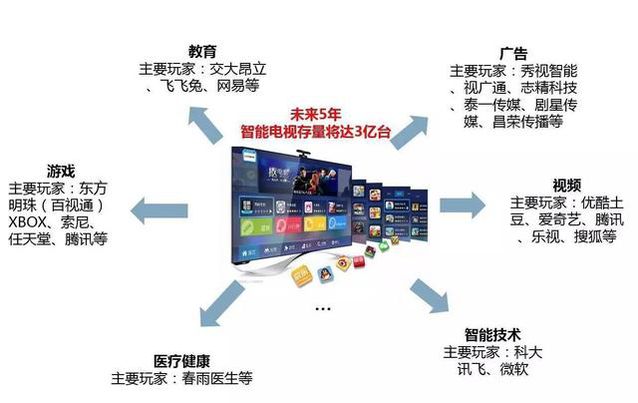 教育
主要玩家：交大昂立
、飞飞兔、网易等
广告
主要玩家：秀视智能
、视广通、志精科技
、泰一传媒、剧星传
媒、昌荣传播等
未来5年
智能电视存量将达3亿台
游戏
主要玩家：东方
明珠（百视通）
XBOX、索尼、
任天堂、腾讯等
视频
主要玩家：优酷土
豆、爱奇艺、腾讯
、乐视、搜狐等
...
医疗健康
主要玩家：春雨医生等
智能技术
主要玩家：科大
讯飞、微软